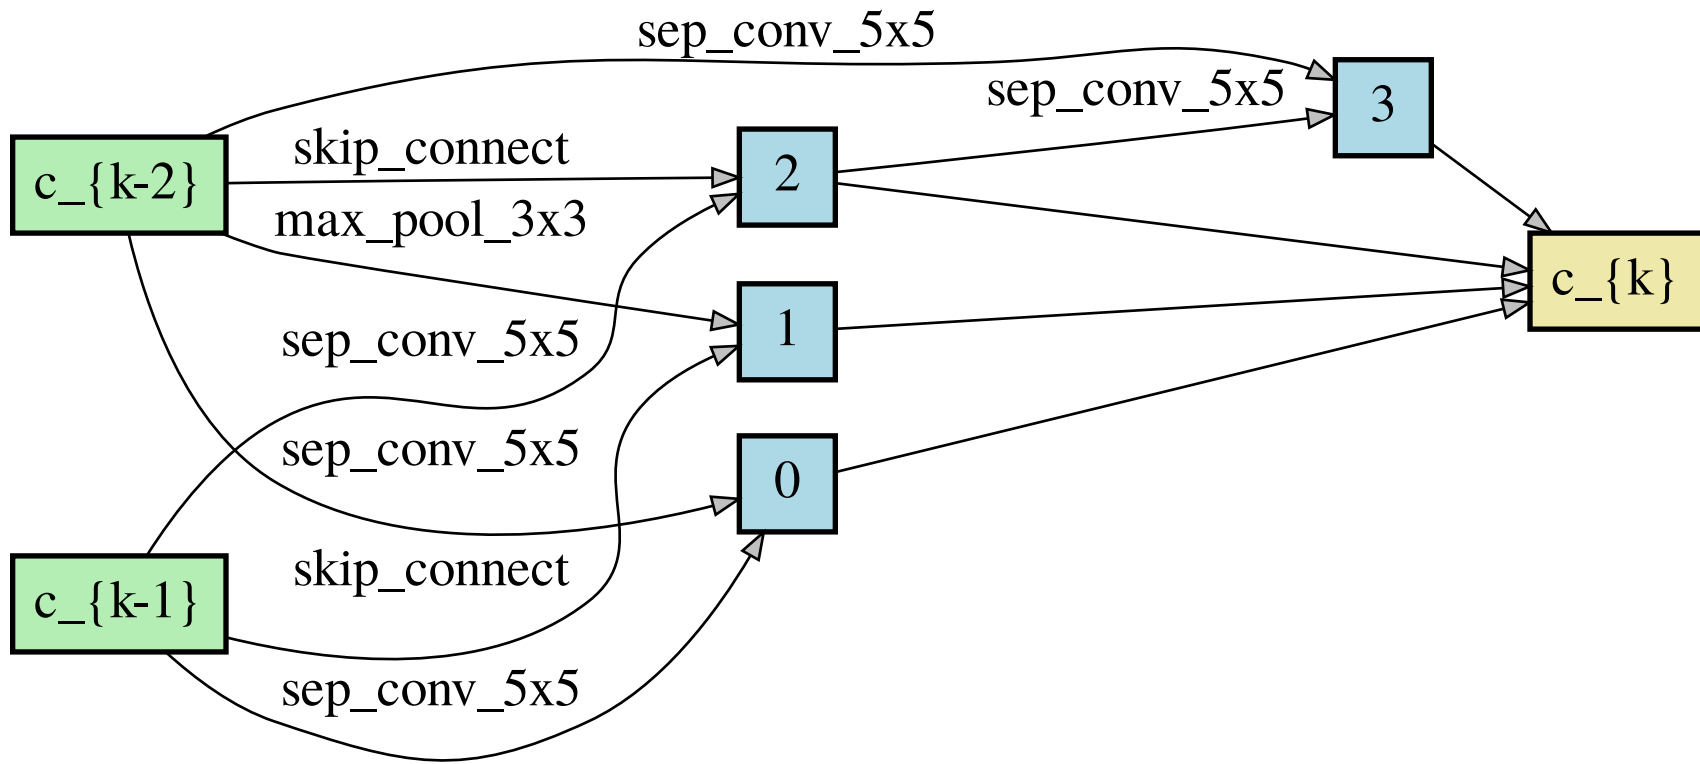 sep_conv_5x5
sep_conv_5x5
3
skip_connect
2
c_{k-2}
max_pool_3x3
c_{k}
sep_conv_5x5
1
sep_conv_5x5
0
skip_connect
c_{k-1}
sep_conv_5x5